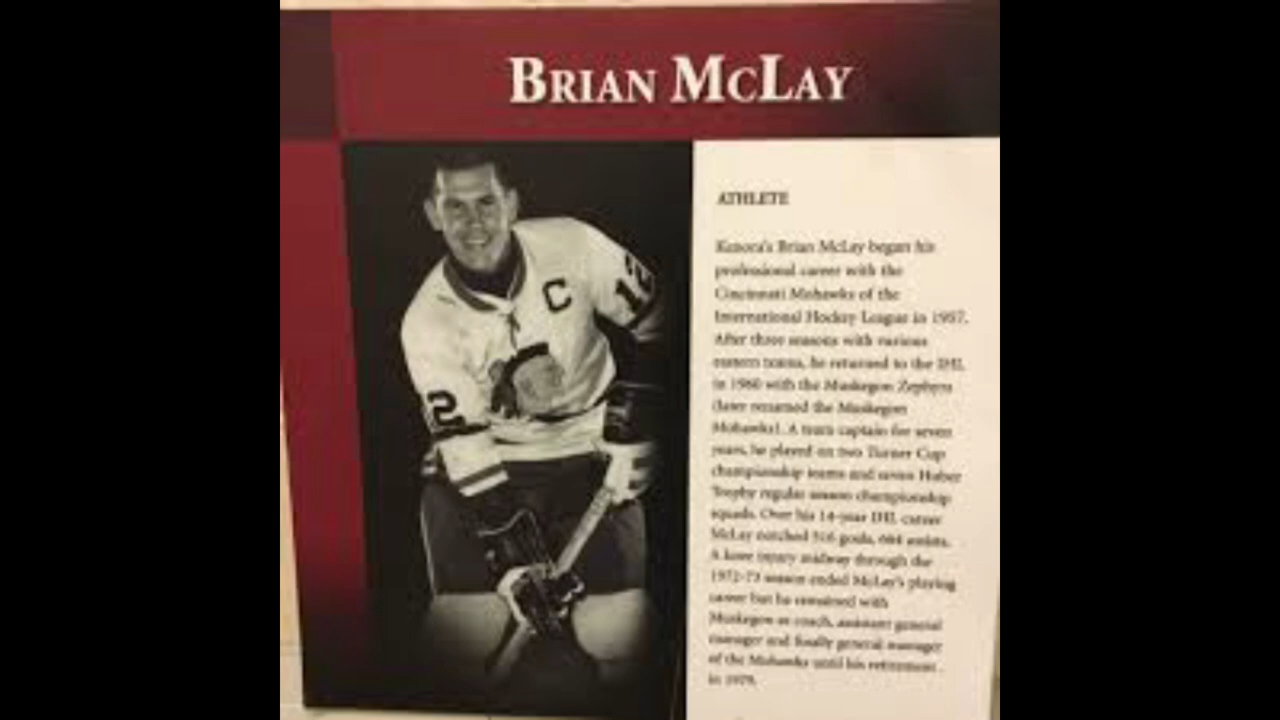 BRIAN MCLAY
ATHLETE
Kenora's Brian McLay began his
professional career with the
Cincinnati Mohawks of the
International Hockey League in 1957.
After three seasons with various
eastern teams, he returned to the IHL
in 1960 with the Muskegon Zephyrs
(later renamed the Muskegon
Mohawks). A team captain for seven
years, he played on two Turner Cup
championship teams and seven Huber
Trophy regular season championship
squads. Over his 14-year IHL career
McLay notched 516 goals, 684 assists.
A knee injury midway through the
1972-73 season ended McLay's playing
career but he remained with
Muskegon as coach, assistant general
manager and finally general manager
of the Mohawks until his retirement
in 1979.
C
12
2